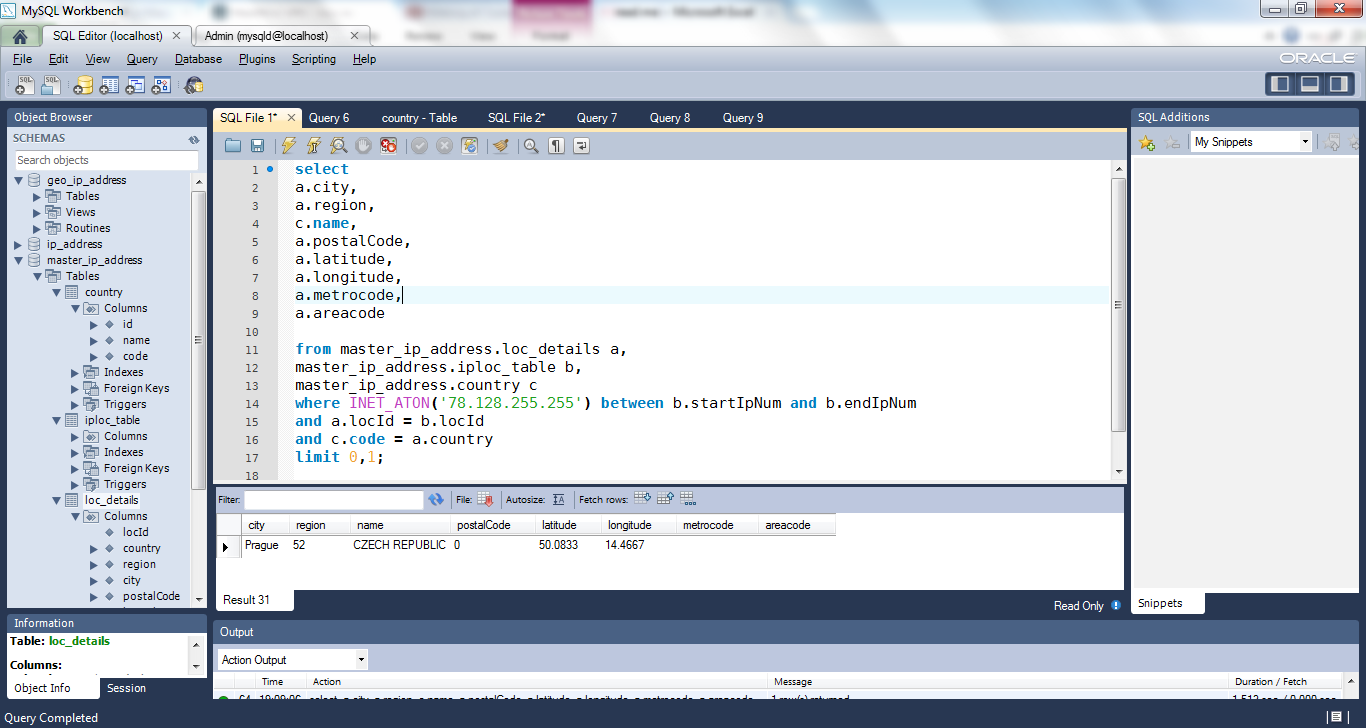 MySQL Workbench
read me - Microsoft Excel
SQL Editor (localhost) Admin (mysqld@localhost)
File Edit View Query Database Plugins Scripting Help
ORACLE
Object Browser
SCHEMAS
Search objects
geo_ip_address
Tables
Views
Routines
ip_address
master_ip_address
Tables
country
Columns
id
name
code
Indexes
Foreign Keys
Triggers
iploc_table
Columns
Indexes
Foreign Keys
Triggers
loc_details
Columns
locId
country
region
city
postalCode
Information
Table: loc_details
Columns:
Object Info Session
SQL File 1* Query 6 country - Table SQL File 2* Query 7 Query 8 Query 9
1 select
2 a.city,
3 a.region,
4 c.name,
5 a.postalCode,
6 a.latitude,
7 a.longitude,
8 a.metrocode,
9 a.areacode
10
11 from master_ip_address.loc_details a,
12 master_ip_address.iploc_table b,
13 master_ip_address.country c
14 where INET_ATON('78.128.255.255') between b.startIpNum and b.endIpNum
15 and a.locId = b.locId
16 and c.code = a.country
17 limit 0,1;
18
Filter: File: Autosize: Fetch rows:
city region name postalCode latitude longitude metrocode areacode
Prague 52 CZECH REPUBLIC 0 50.0833 14.4667
Result 31
Read Only
SQL Additions
My Snippets
Snippets
Output
Action Output
Time Action Message Duration / Fetch
Query Completed